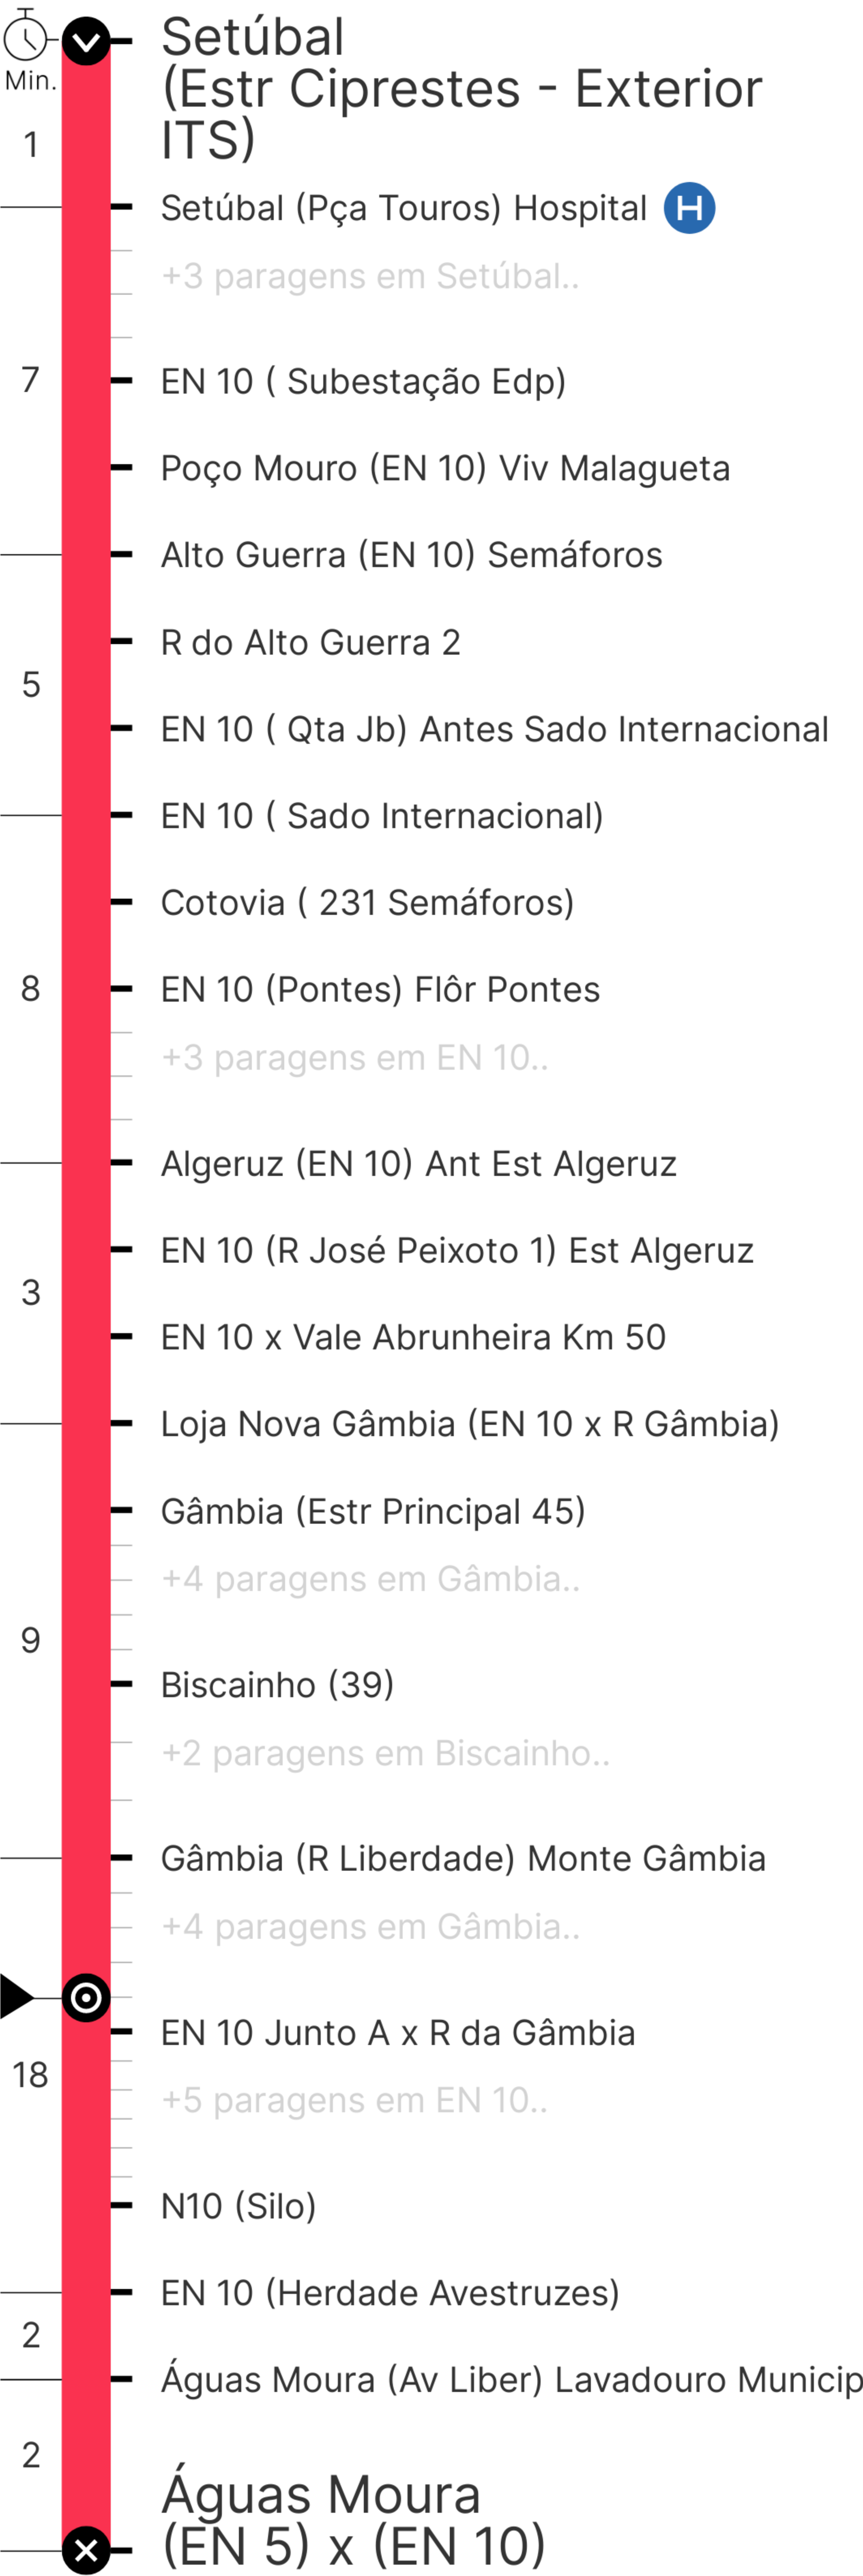 Min.
Setúbal
(Estr Ciprestes - Exterior
ITS)
1
Setúbal (Pça Touros) Hospital H
+3 paragens em Setúbal..
7
EN 10 ( Subestação Edp)
Poço Mouro (EN 10) Viv Malagueta
Alto Guerra (EN 10) Semáforos
R do Alto Guerra 2
5
EN 10 ( Qta Jb) Antes Sado Internacional
EN 10 ( Sado Internacional)
Cotovia ( 231 Semáforos)
8
EN 10 (Pontes) Flôr Pontes
+3 paragens em EN 10..
Algeruz (EN 10) Ant Est Algeruz
EN 10 (R José Peixoto 1) Est Algeruz
3
EN 10 x Vale Abrunheira Km 50
Loja Nova Gâmbia (EN 10 x R Gâmbia)
Gâmbia (Estr Principal 45)
+4 paragens em Gâmbia..
9
Biscainho (39)
+2 paragens em Biscainho..
Gâmbia (R Liberdade) Monte Gâmbia
+4 paragens em Gâmbia..
EN 10 Junto A x R da Gâmbia
18
+5 paragens em EN 10..
N10 (Silo)
EN 10 (Herdade Avestruzes)
2
Águas Moura (Av Liber) Lavadouro Municip
2
Águas Moura
(EN 5) x (EN 10)